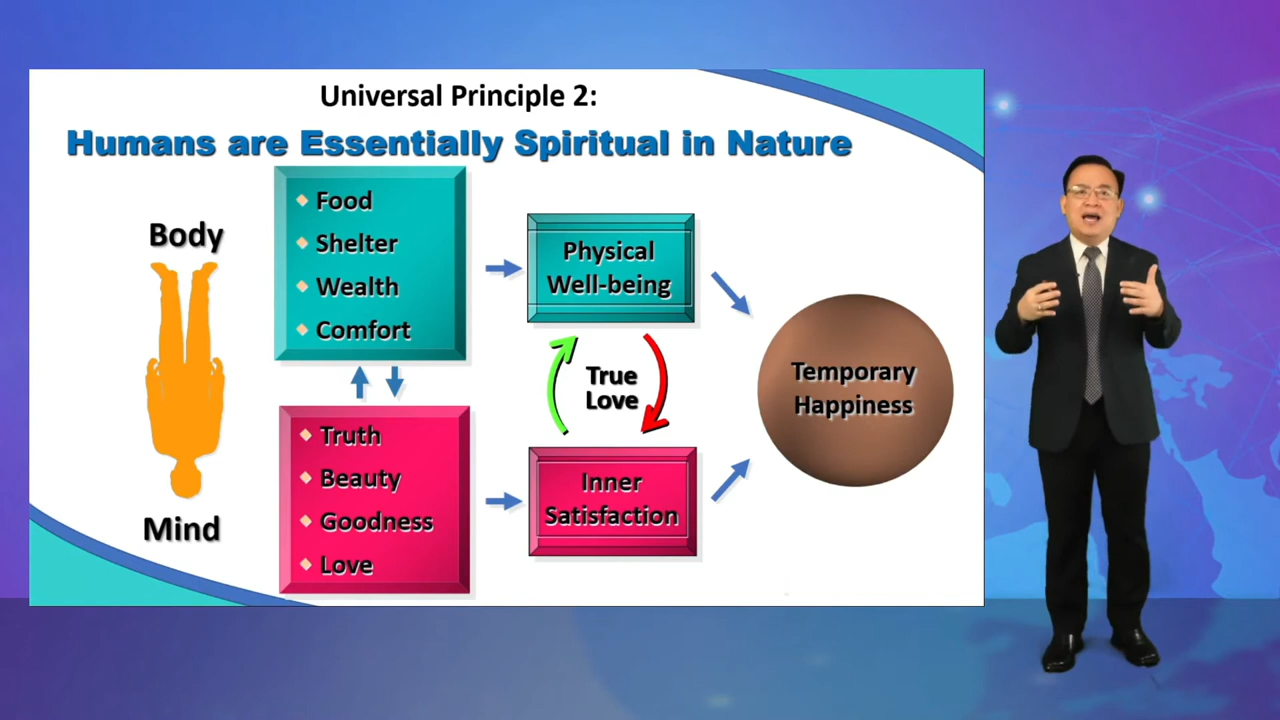 Universal Principle 2:
Humans are Essentially Spiritual in Nature
Body
Mind
Food
Shelter
Wealth
Comfort
Truth
Beauty
Goodness
Love
Physical
Well-being
True
Love
Inner
Satisfaction
Temporary
Happiness